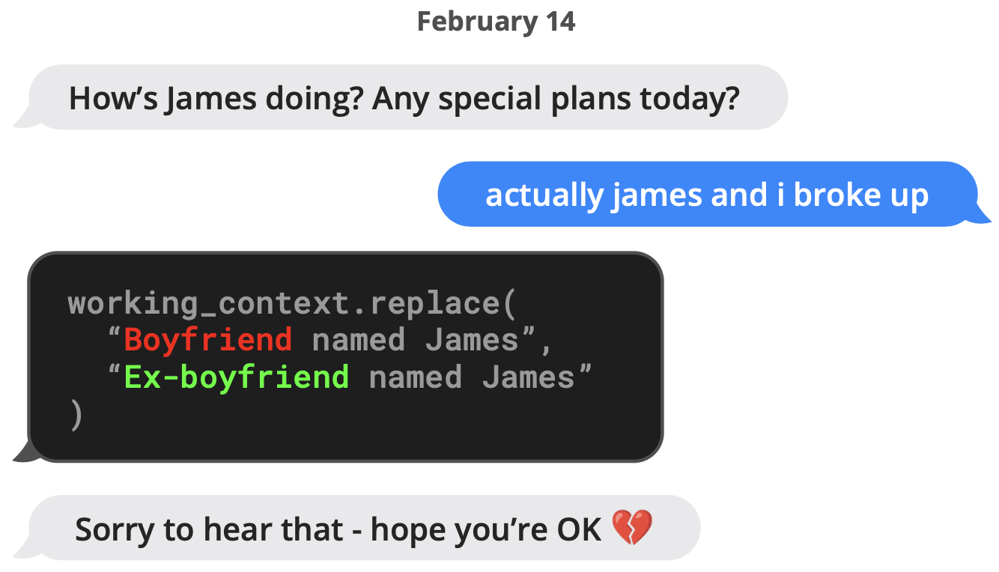 February 14
How’s James doing? Any special plans today?
actually james and i broke up
working_context.replace(
“Boyfriend named James”,
“Ex-boyfriend named James”
)
Sorry to hear that - hope you’re OK 💔